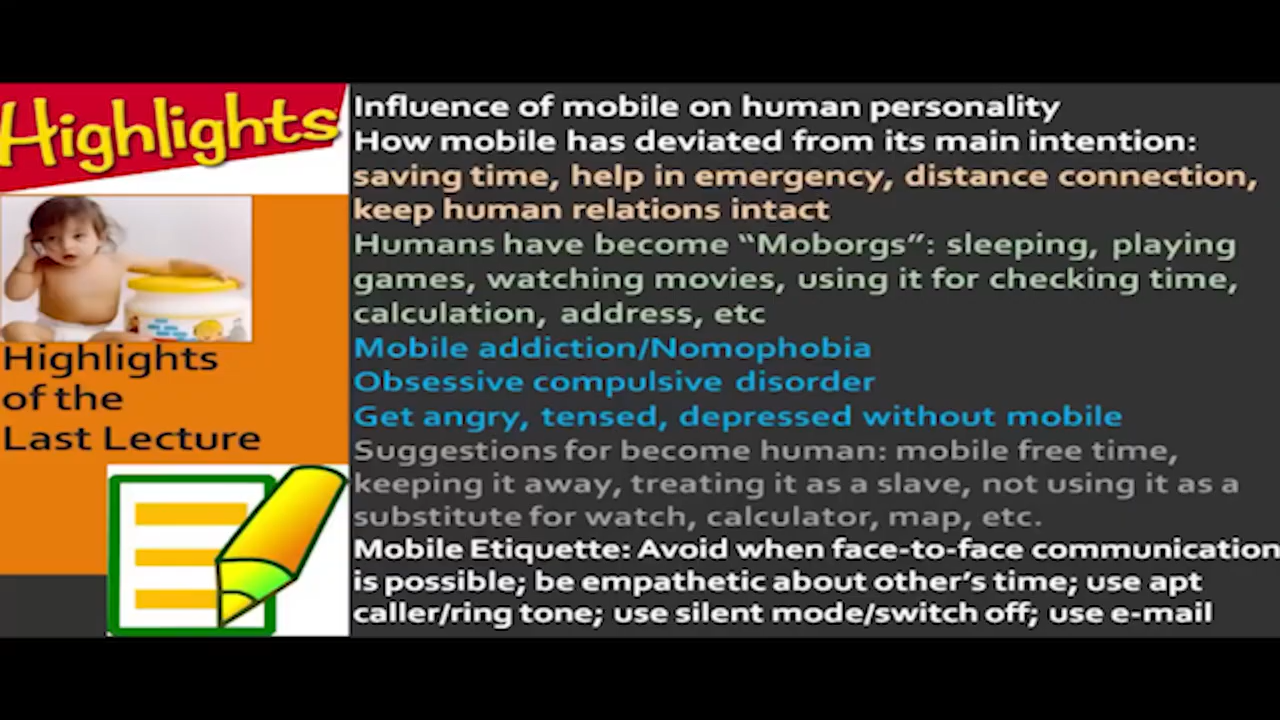 Highlights
Highlights
of the
Last Lecture
Influence of mobile on human personality
How mobile has deviated from its main intention:
saving time, help in emergency, distance connection,
keep human relations intact
Humans have become “Moborgs”: sleeping, playing
games, watching movies, using it for checking time,
calculation, address, etc
Mobile addiction/Nomophobia
Obsessive compulsive disorder
Get angry, tensed, depressed without mobile
Suggestions for become human: mobile free time,
keeping it away, treating it as a slave, not using it as a
substitute for watch, calculator, map, etc.
Mobile Etiquette: Avoid when face-to-face communication
is possible; be empathetic about other’s time; use apt
caller/ring tone; use silent mode/switch off; use e-mail